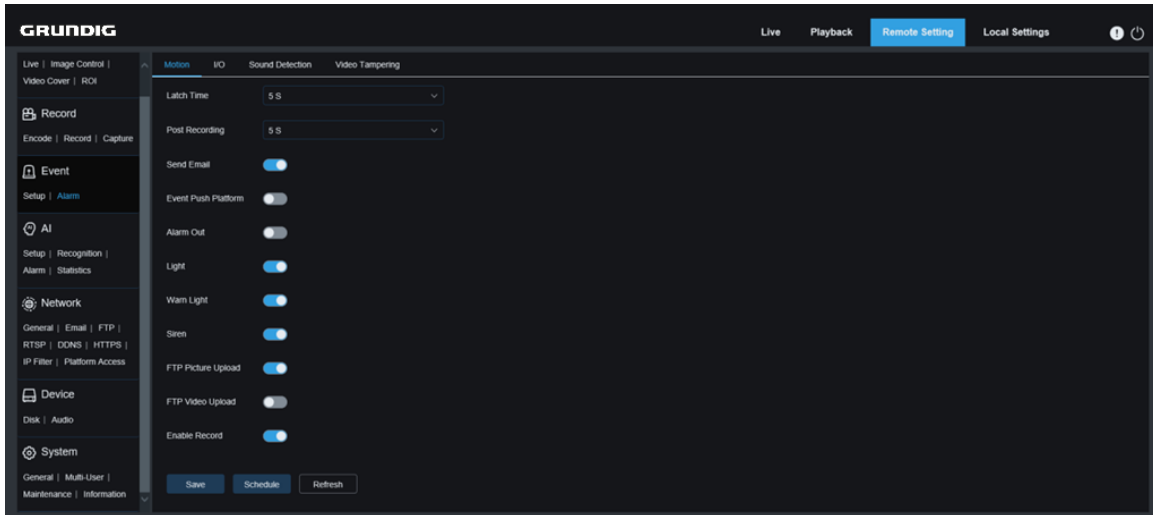 GRUNDIG
Live Playback Remote Setting Local Settings
Live | Image Control |
Video Cover | ROI
Record
Encode | Record | Capture
Event
Setup | Alarm
AI
Setup | Recognition |
Alarm | Statistics
Network
General | Email | FTP |
RTSP | DDNS | HTTPS |
IP Filter | Platform Access
Device
Disk | Audio
System
General | Multi-User |
Maintenance | Information
Motion I/O Sound Detection Video Tampering
Latch Time 5 S
Post Recording 5 S
Send Email
Event Push Platform
Alarm Out
Light
Warn Light
Siren
FTP Picture Upload
FTP Video Upload
Enable Record
Save Schedule Refresh